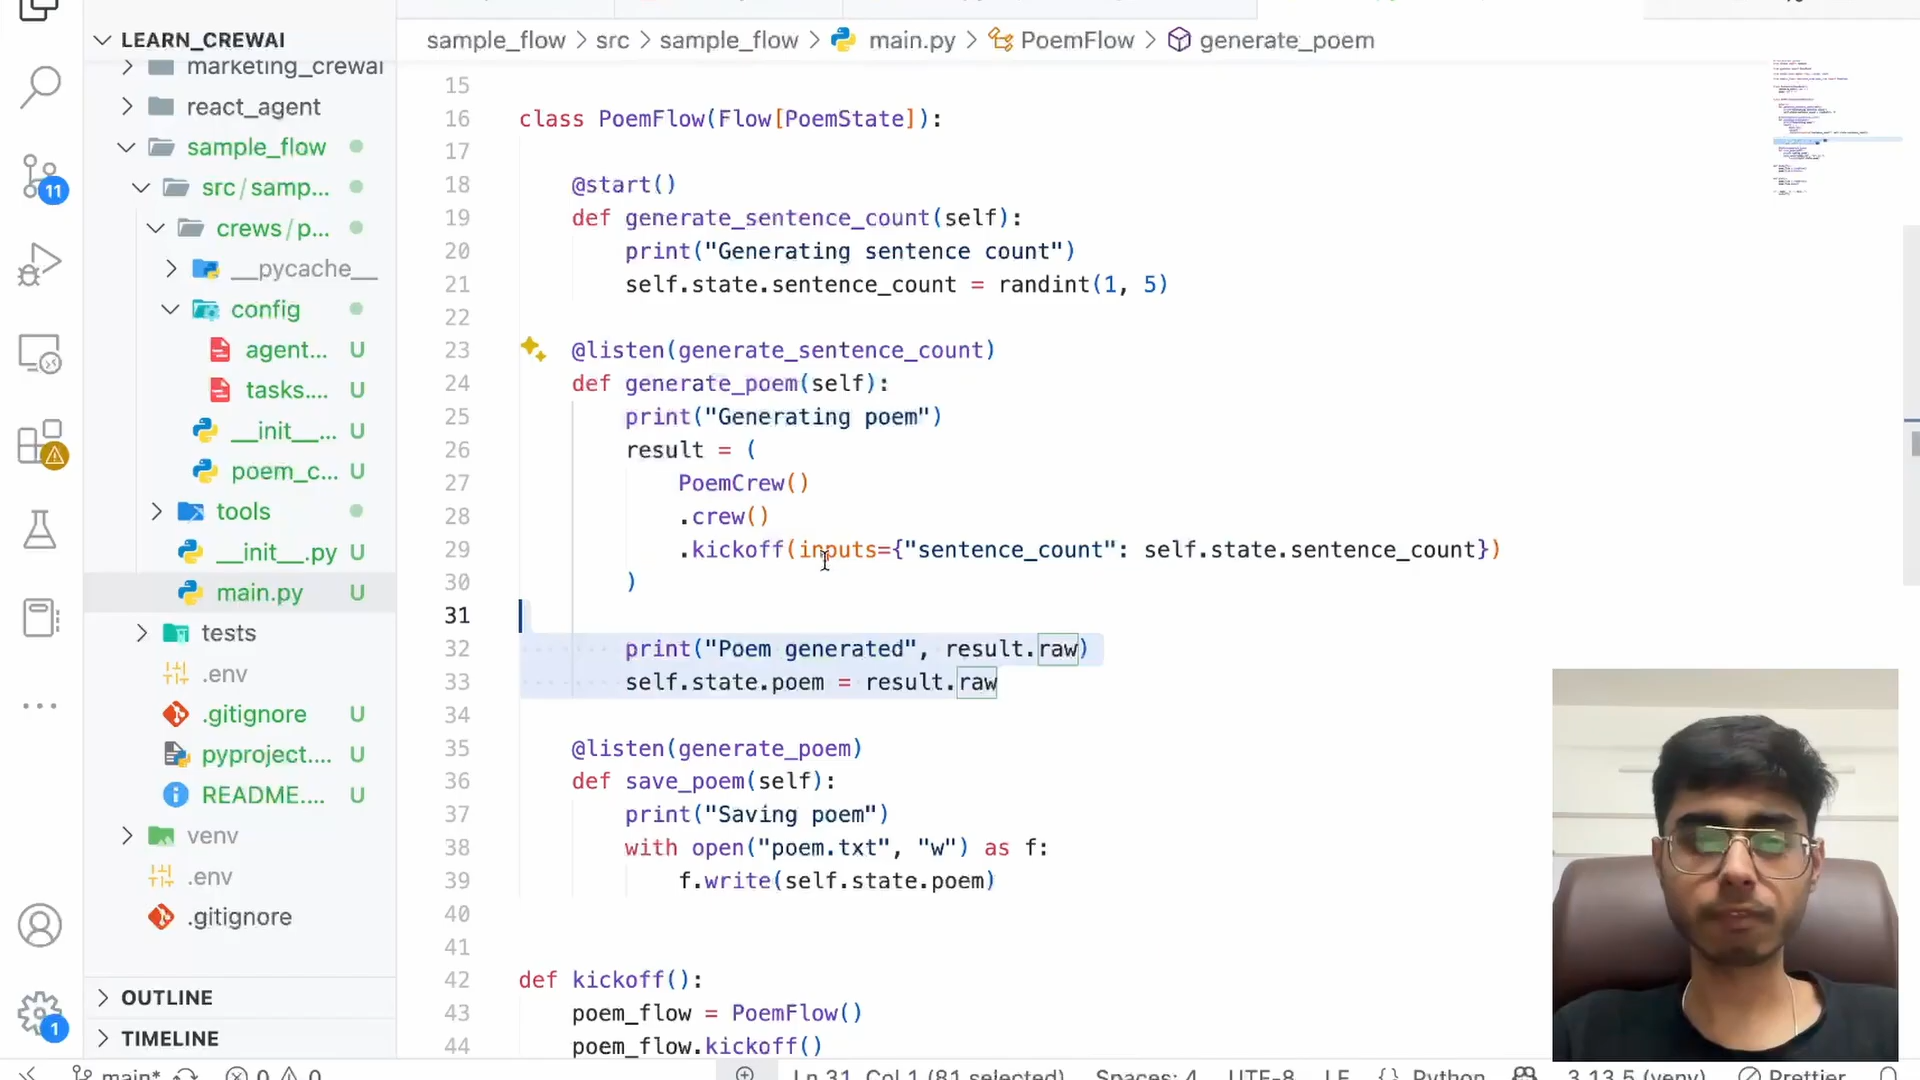 LEARN_CREWAI
marketing_crewai
react_agent
sample_flow
src/samp...
crews/p...
__pycache__
config
agent... U
tasks.... U
__init__... U
poem_c... U
tools
__init__.py U
main.py U
tests
.env
.gitignore U
pyproject.... U
README.... U
venv
.env
.gitignore
OUTLINE
TIMELINE
11
1
sample_flow > src > sample_flow > main.py > PoemFlow > generate_poem
15
16 class PoemFlow(Flow[PoemState]):
17
18 @start()
19 def generate_sentence_count(self):
20 print("Generating sentence count")
21 self.state.sentence_count = randint(1, 5)
22
23 @listen(generate_sentence_count)
24 def generate_poem(self):
25 print("Generating poem")
26 result = (
27 PoemCrew()
28 .crew()
29 .kickoff(inputs={"sentence_count": self.state.sentence_count})
30 )
31
32 print("Poem generated", result.raw)
33 self.state.poem = result.raw
34
35 @listen(generate_poem)
36 def save_poem(self):
37 print("Saving poem")
38 with open("poem.txt", "w") as f:
39 f.write(self.state.poem)
40
41
42 def kickoff():
43 poem_flow = PoemFlow()
44 poem_flow.kickoff()
main* 0 0 Ln 31, Col 1 (81 selected) Spaces: 4 UTF-8 LF {} Python 3.13.5 (venv) Prettier